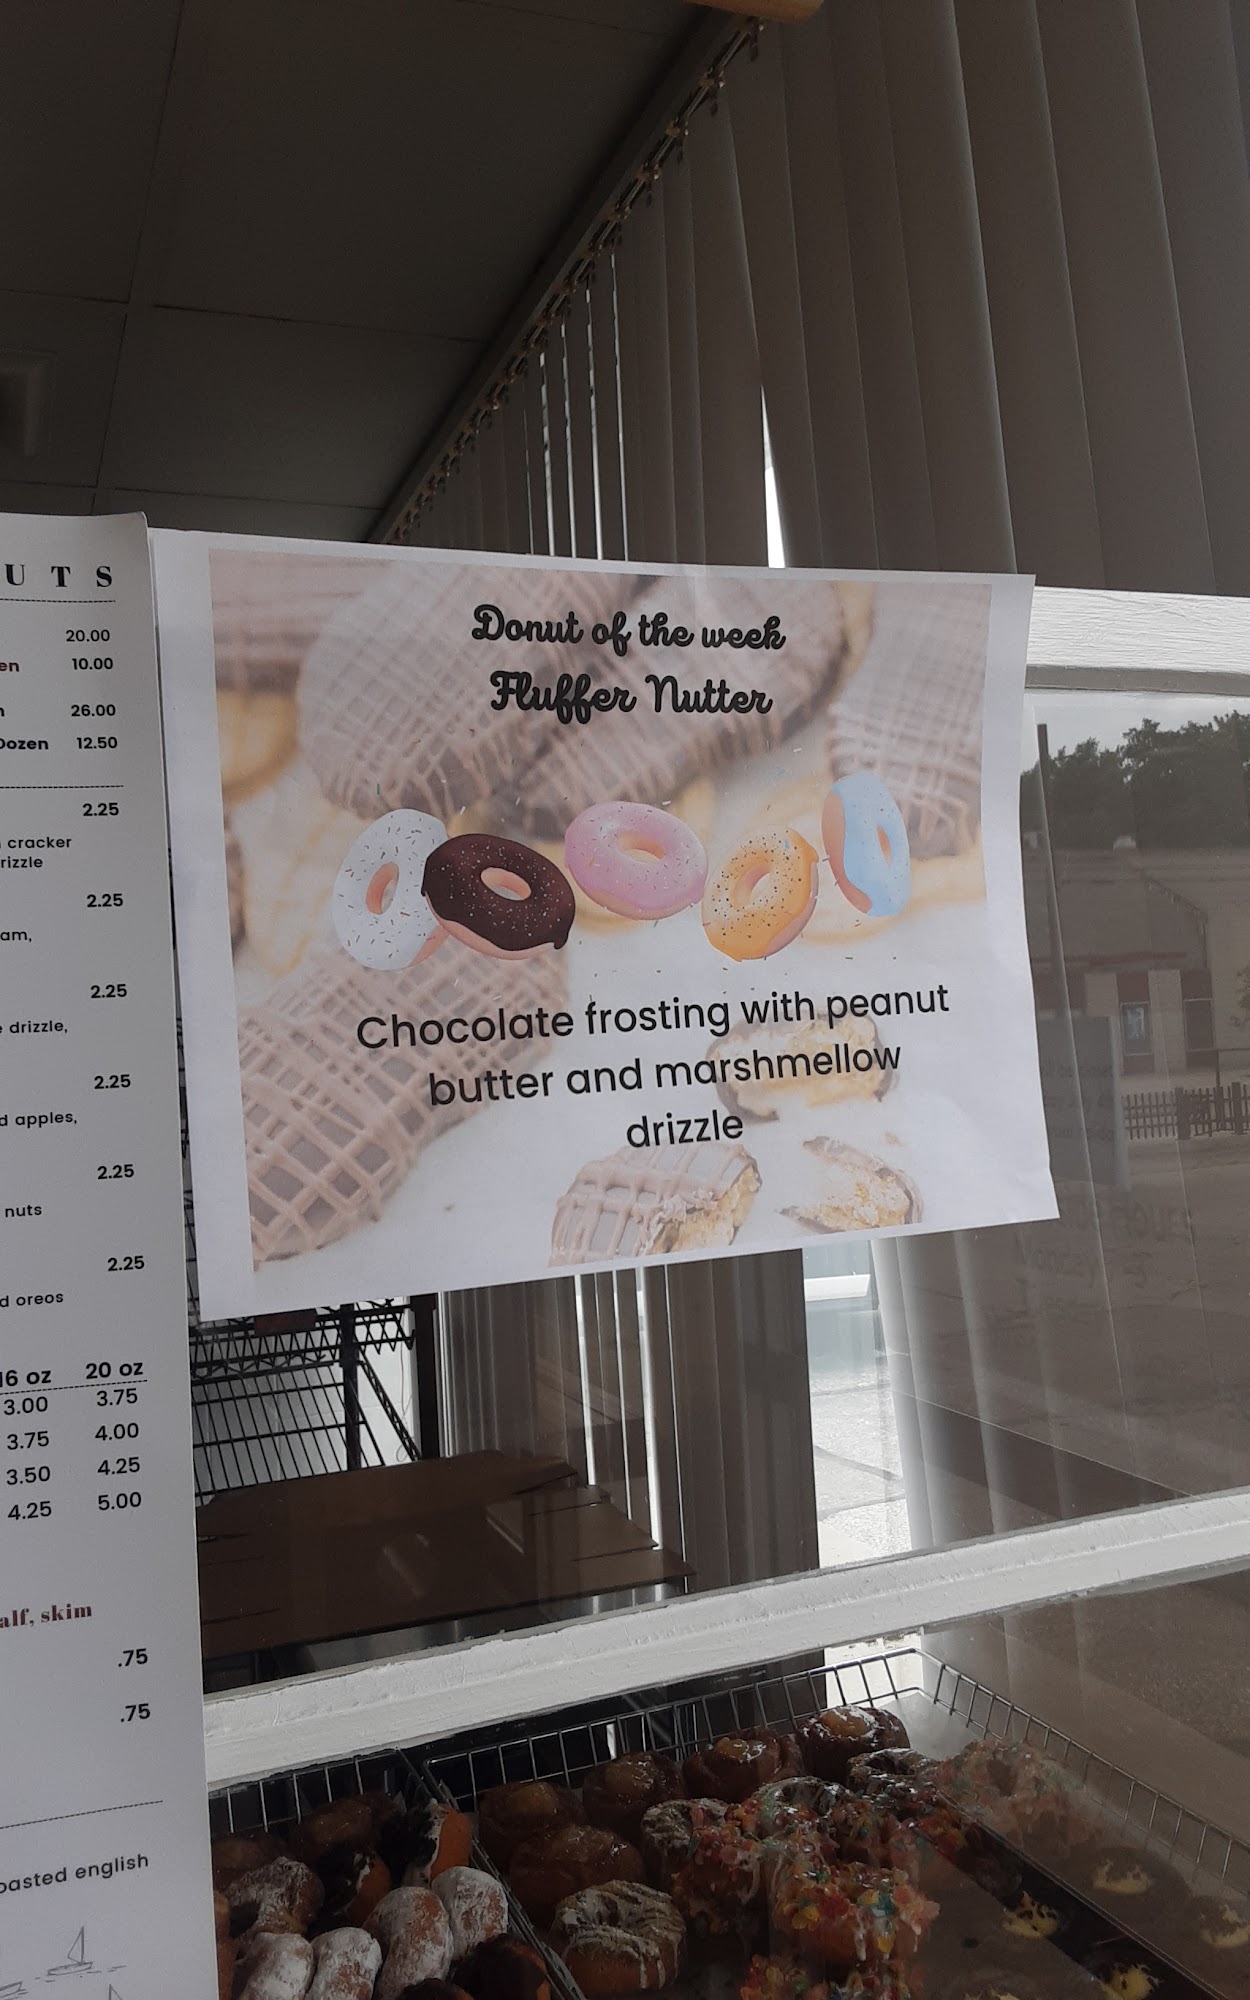 UTS
20.00
en 10.00
26.00
Dozen 12.50
2.25
cracker
rizzle
2.25
am,
2.25
drizzle,
2.25
d apples,
2.25
nuts
2.25
d oreos
16 oz 20 oz
3.00 3.75
3.75 4.00
3.50 4.25
4.25 5.00
alf, skim
.75
.75
oasted english
Donut of the week
Fluffer Nutter
Chocolate frosting with peanut
butter and marshmellow
drizzle